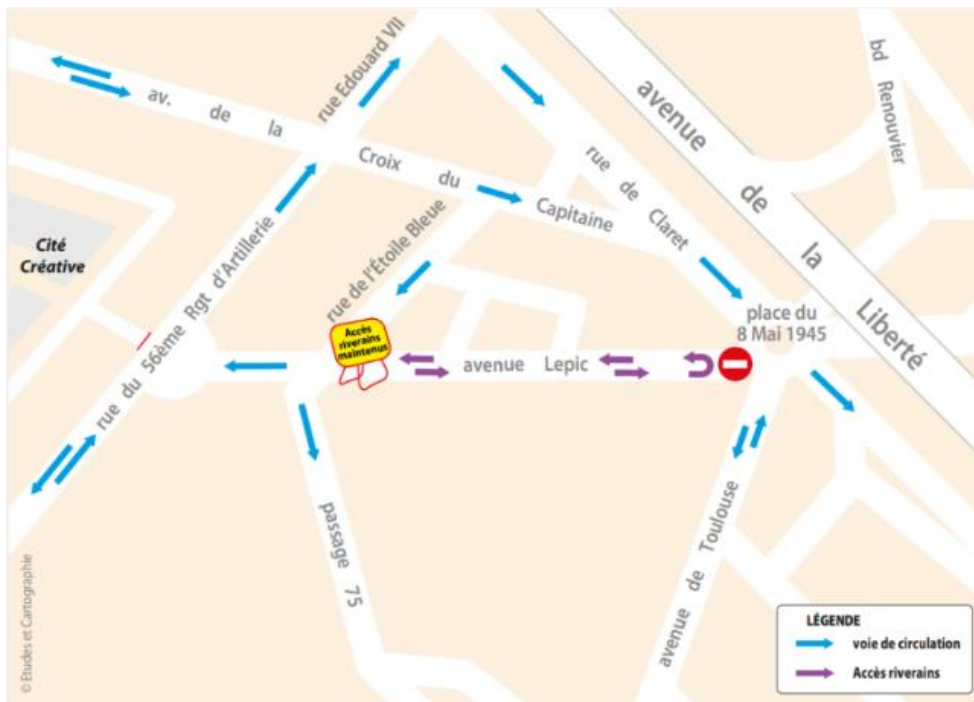 av. de la Croix du Capitaine
rue Edouard VII
avenue de la Liberté
bd Renouvier
rue de Claret
Cité
Créative
rue du 56ème Rgt d'Artillerie
rue de l'Étoile Bleue
Accès
riverains
maintenus
avenue Lepic
place du
8 Mai 1945
passage 75
avenue de Toulouse
© Etudes et Cartographie
LÉGENDE
voie de circulation
Accès riverains